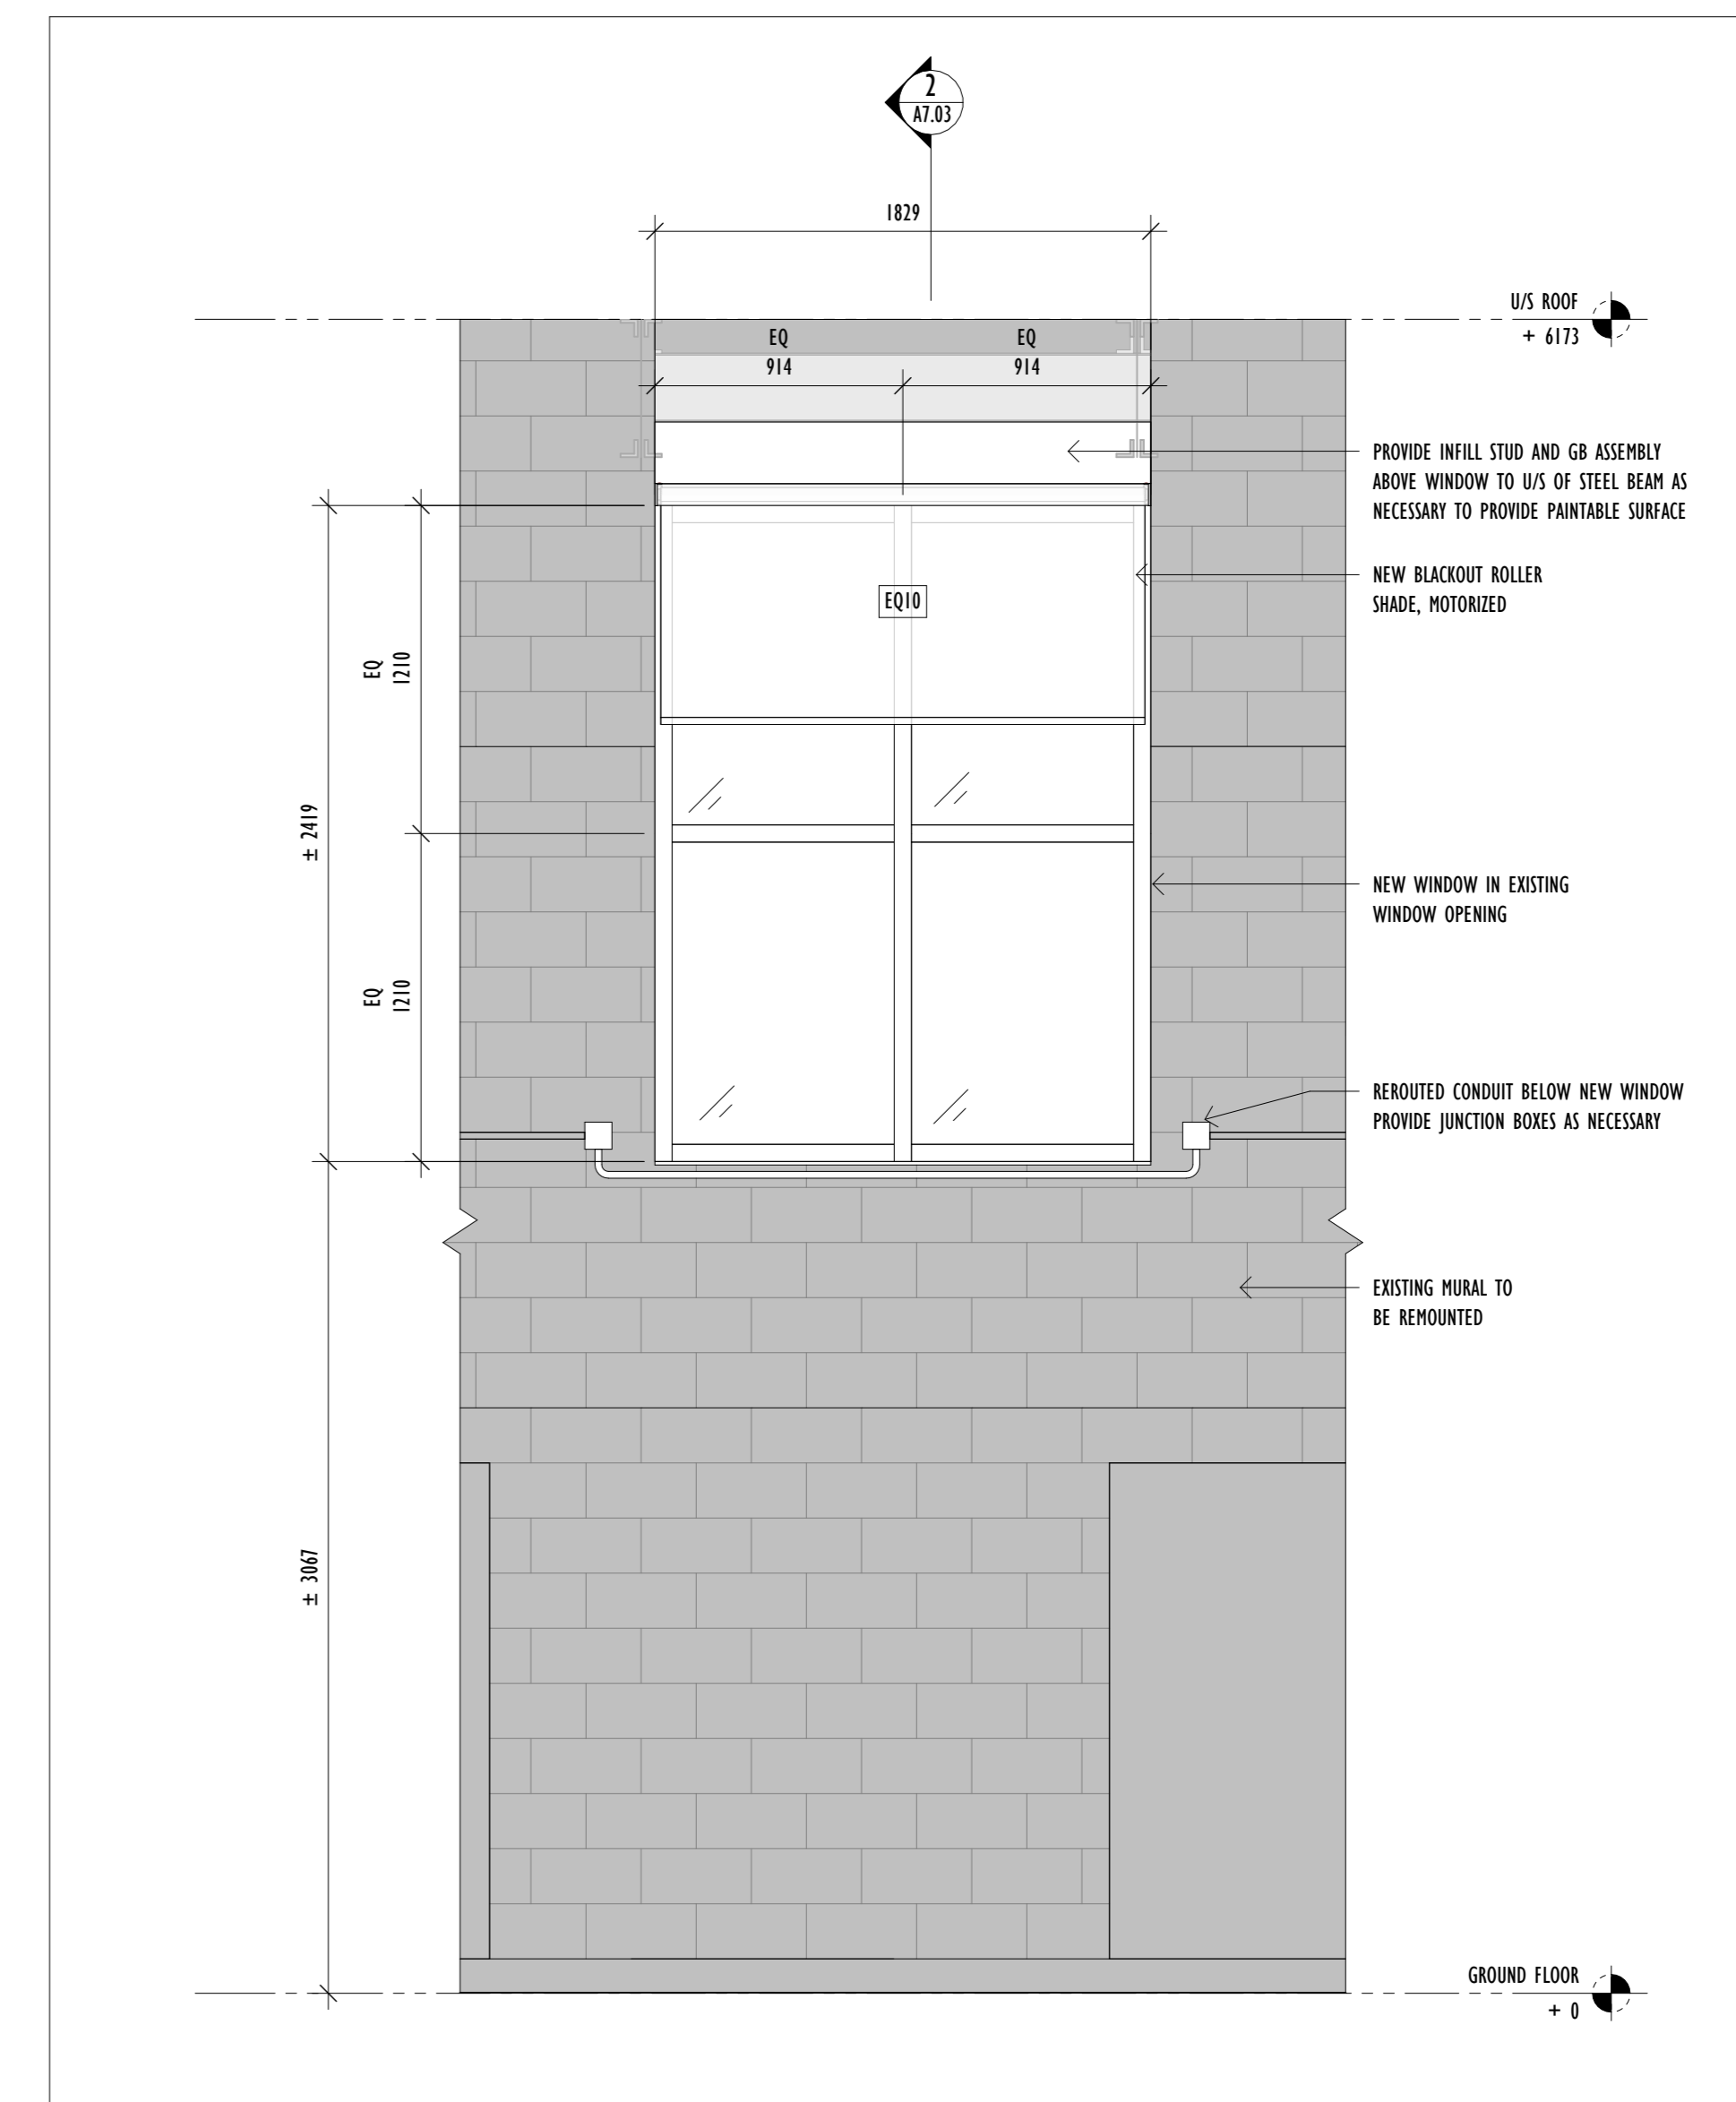 2
A7.03
1829
U/S ROOF
+ 6173
EQ
914
EQ
914
PROVIDE INFILL STUD AND GB ASSEMBLY
ABOVE WINDOW TO U/S OF STEEL BEAM AS
NECESSARY TO PROVIDE PAINTABLE SURFACE
NEW BLACKOUT ROLLER
SHADE, MOTORIZED
EQ10
EQ
1210
± 2419
NEW WINDOW IN EXISTING
WINDOW OPENING
EQ
1210
REROUTED CONDUIT BELOW NEW WINDOW
PROVIDE JUNCTION BOXES AS NECESSARY
EXISTING MURAL TO
BE REMOUNTED
± 3067
GROUND FLOOR
+ 0